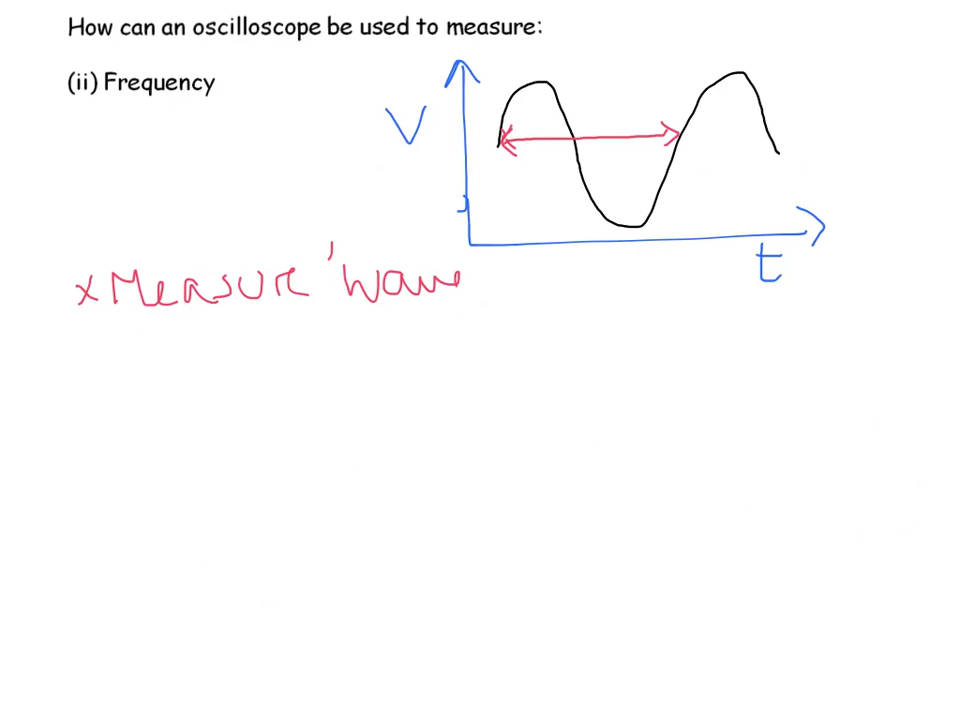 How can an oscilloscope be used to measure:
(ii) Frequency
V
x Measure 'wave
t